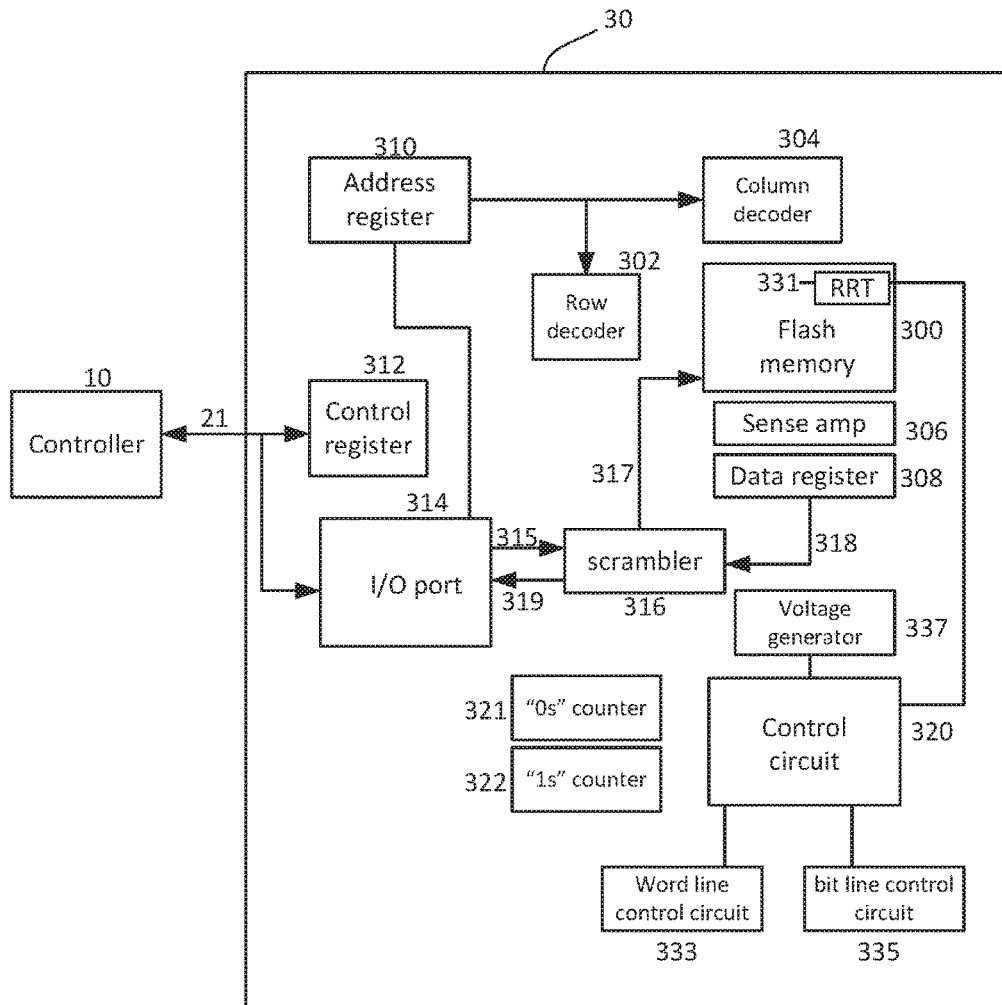 30
310
Address
register
304
Column
decoder
302
Row
decoder
331
RRT
Flash
memory
300
10
Controller
21
312
Control
register
Sense amp
306
317
Data register
308
314
I/O port
315
319
scrambler
316
318
Voltage
generator
337
321
"0s" counter
322
"1s" counter
Control
circuit
320
Word line
control circuit
333
bit line control
circuit
335